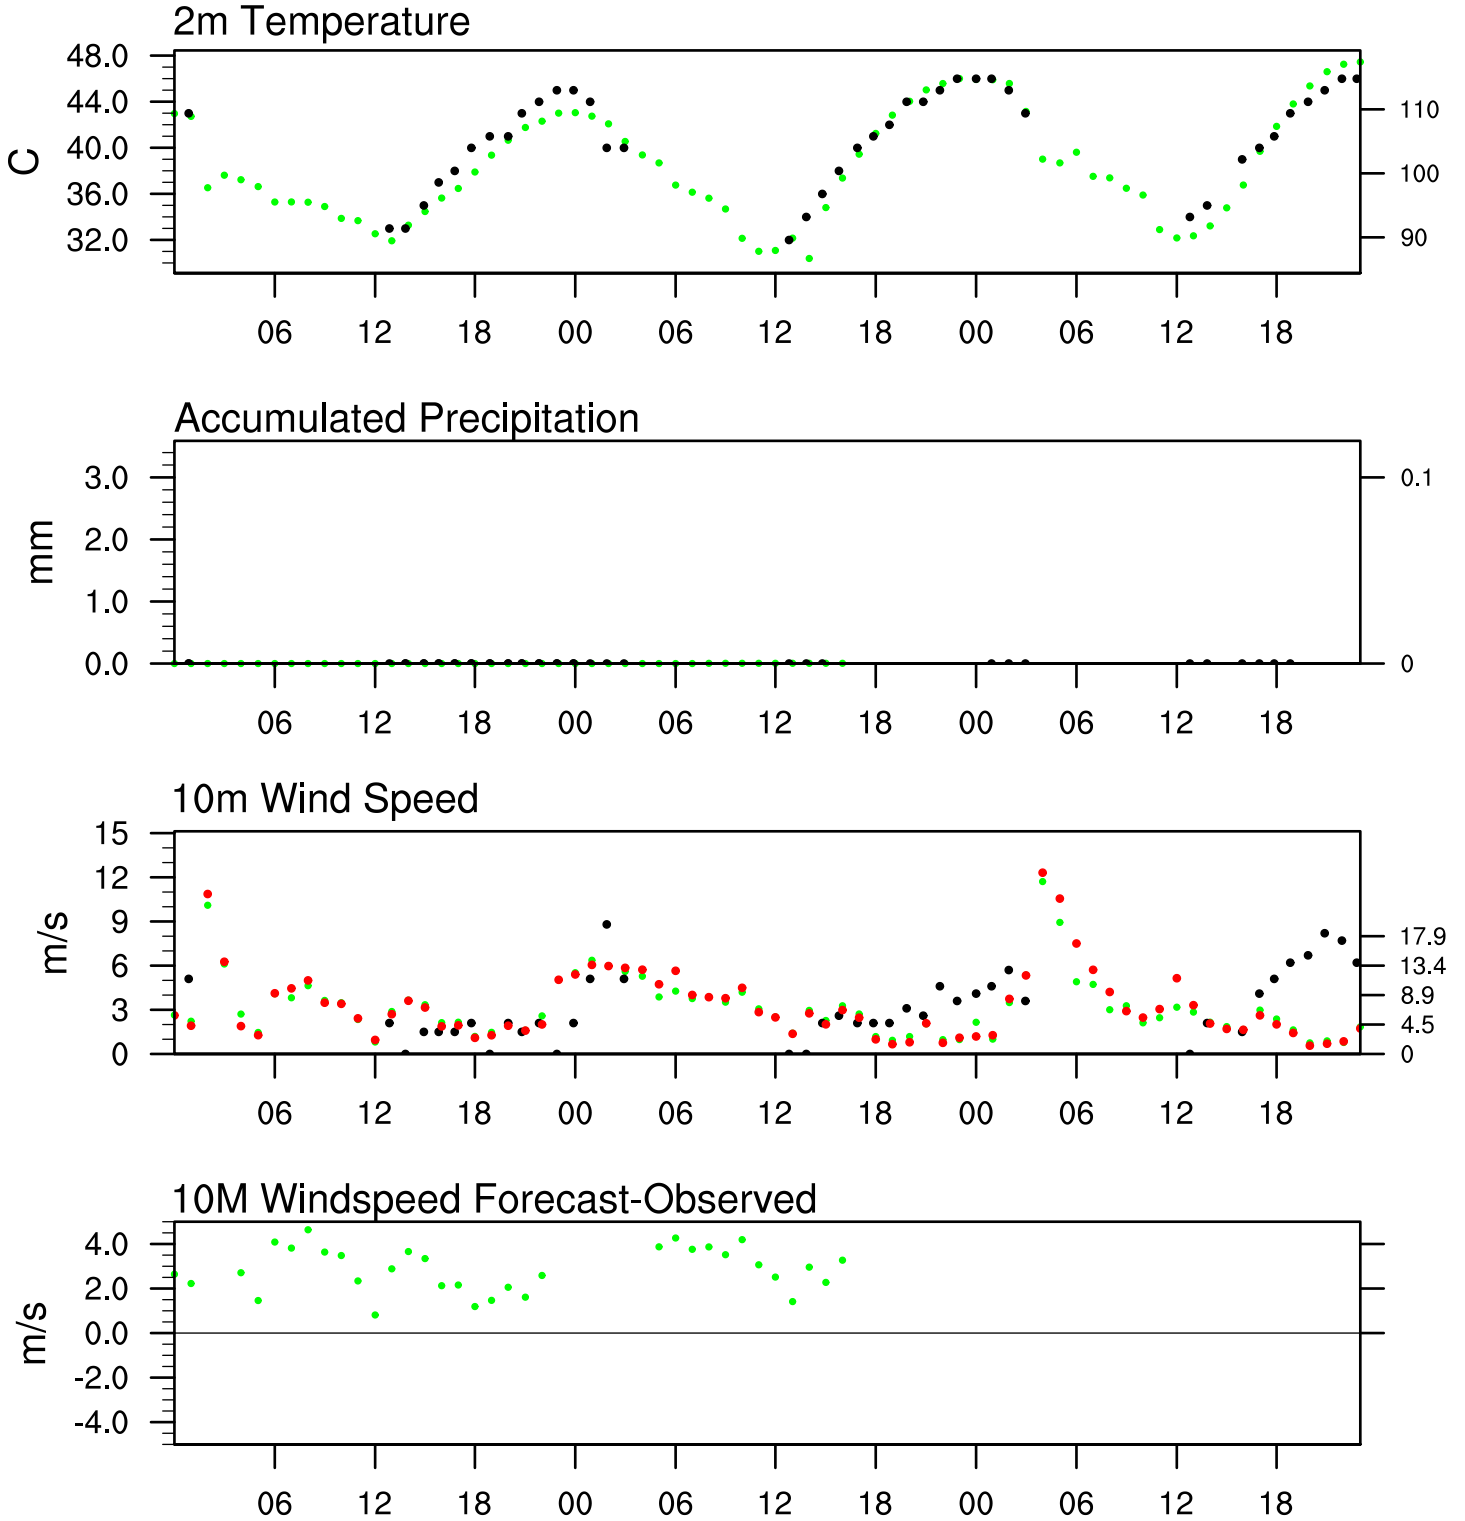 2m Temperature
48.0
44.0
40.0
36.0
32.0
C
110
100
90
06 12 18 00 06 12 18 00 06 12 18
Accumulated Precipitation
3.0
2.0
1.0
0.0
mm
0.1
0
06 12 18 00 06 12 18 00 06 12 18
10m Wind Speed
15
12
9
6
3
0
m/s
17.9
13.4
8.9
4.5
0
06 12 18 00 06 12 18 00 06 12 18
10M Windspeed Forecast-Observed
4.0
2.0
0.0
-2.0
-4.0
m/s
06 12 18 00 06 12 18 00 06 12 18